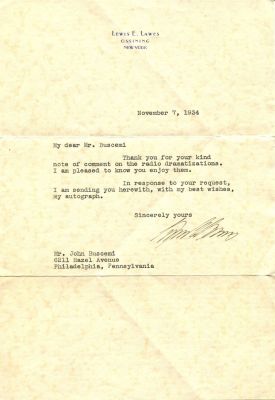 LEWIS E. LAWES
OSSINING
NEW YORK
November 7, 1934
My dear Mr. Buscemi
Thank you for your kind
note of comment on the radio dramatizations.
I am pleased to know you enjoy them.
In response to your request,
I am sending you herewith, with my best wishes,
my autograph.
Sincerely yours
Mr. John Buscemi
6211 Hazel Avenue
Philadelphia, Pennsylvania